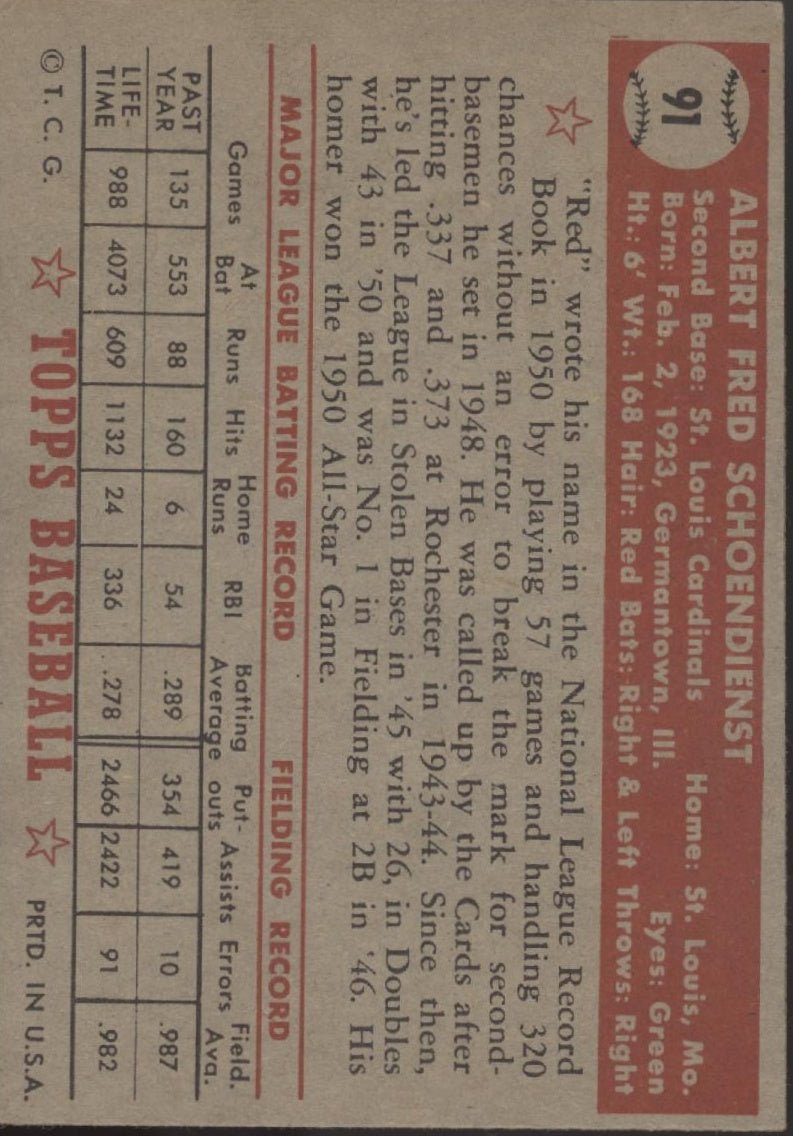 91
ALBERT FRED SCHOENDIENST
Second Base: St. Louis Cardinals Home: St. Louis, Mo.
Born: Feb. 2, 1923, Germantown, Ill. Eyes: Green
Ht.: 6' Wt.: 168 Hair: Red Bats: Right & Left Throws: Right
"Red" wrote his name in the National League Record
Book in 1950 by playing 57 games and handling 320
chances without an error to break the mark for second-
basemen he set in 1948. He was called up by the Cards after
hitting .337 and .373 at Rochester in 1943-44. Since then,
he's led the League in Stolen Bases in '45 with 26, in Doubles
with 43 in '50 and was No. 1 in Fielding at 2B in '46. His
homer won the 1950 All-Star Game.
MAJOR LEAGUE BATTING RECORD FIELDING RECORD
Games At Bat Runs Hits Home Runs RBI Batting Average Put-outs Assists Errors Field. Ava.
PAST YEAR 135 553 88 160 6 54 .289 354 419 10 .987
LIFE-TIME 988 4073 609 1132 24 336 .278 2466 2422 91 .982
© T. C. G. TOPPS BASEBALL PRTD. IN U.S.A.